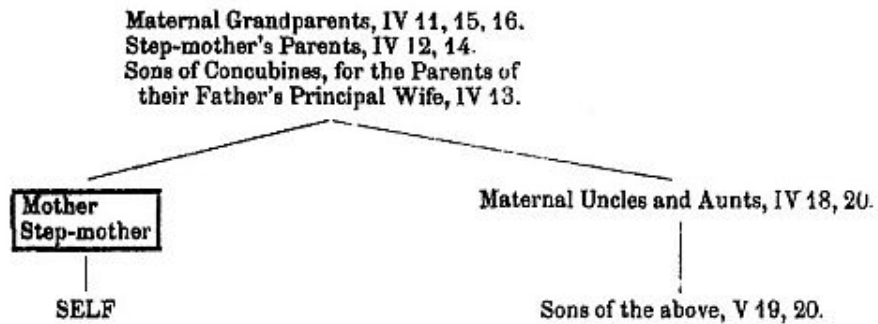 Maternal Grandparents, IV 11, 15, 16.
Step-mother's Parents, IV 12, 14.
Sons of Concubines, for the Parents of
their Father's Principal Wife, IV 13.
Mother
Step-mother
Maternal Uncles and Aunts, IV 18, 20.
SELF
Sons of the above, V 19, 20.